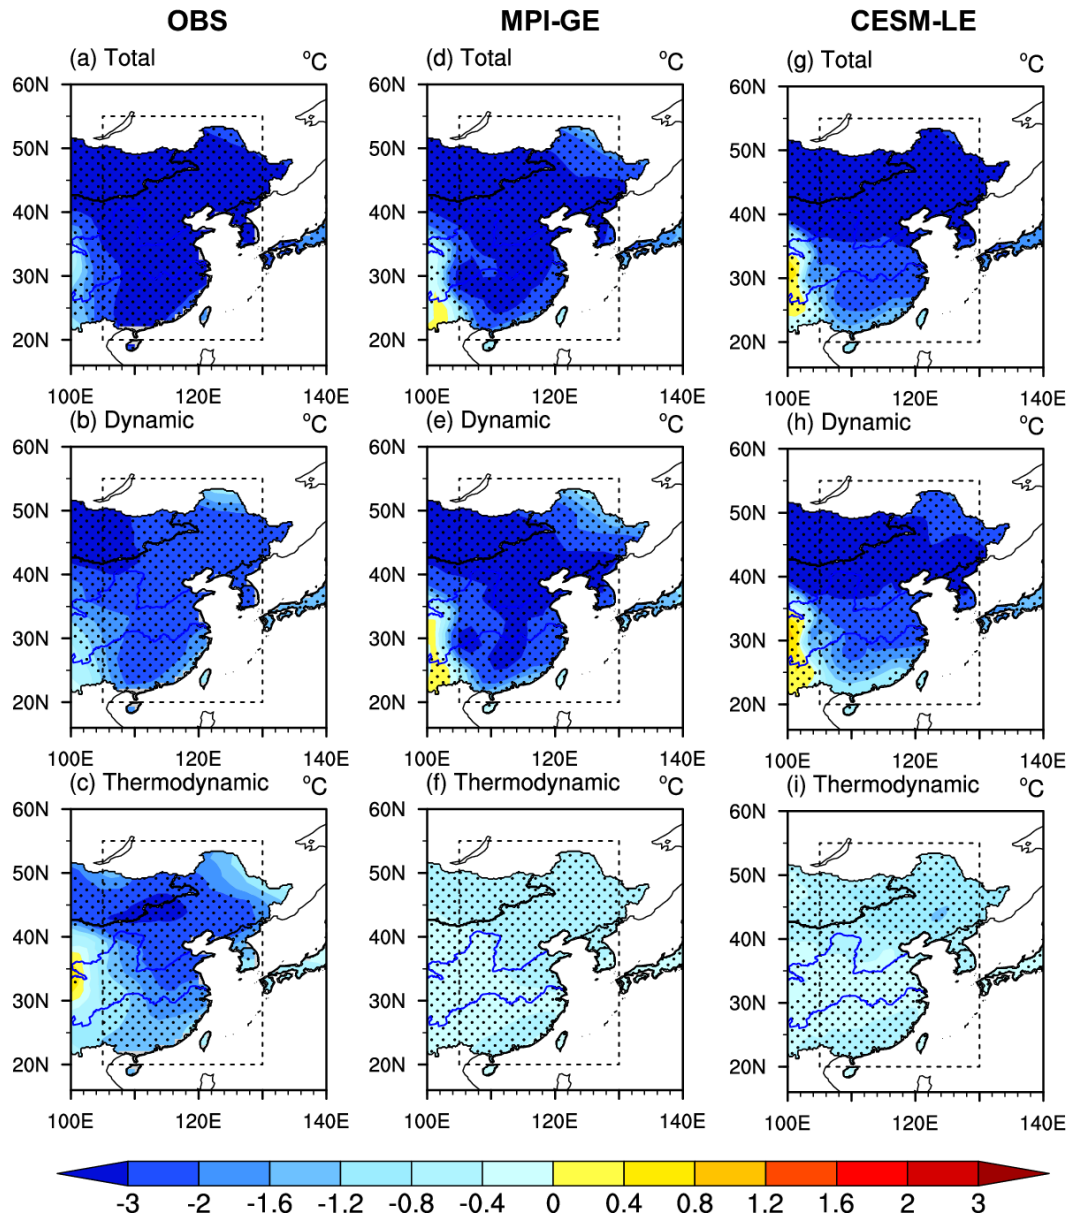 OBS MPI-GE CESM-LE
(a) Total °C (d) Total °C (g) Total °C
60N 60N 60N
50N 50N 50N
40N 40N 40N
30N 30N 30N
20N 20N 20N
100E 120E 140E 100E 120E 140E 100E 120E 140E
(b) Dynamic °C (e) Dynamic °C (h) Dynamic °C
60N 60N 60N
50N 50N 50N
40N 40N 40N
30N 30N 30N
20N 20N 20N
100E 120E 140E 100E 120E 140E 100E 120E 140E
(c) Thermodynamic °C (f) Thermodynamic °C (i) Thermodynamic °C
60N 60N 60N
50N 50N 50N
40N 40N 40N
30N 30N 30N
20N 20N 20N
100E 120E 140E 100E 120E 140E 100E 120E 140E
-3 -2 -1.6 -1.2 -0.8 -0.4 0 0.4 0.8 1.2 1.6 2 3